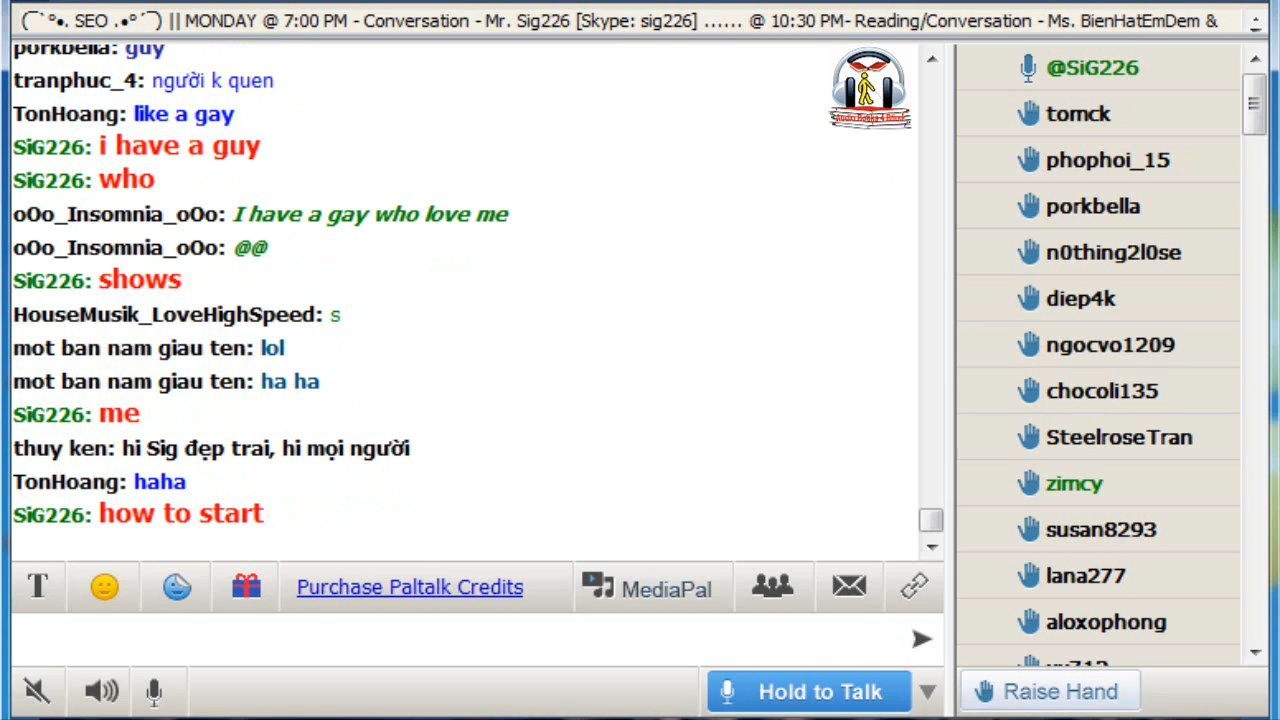 (¯`°•. SEO .•°´¯) || MONDAY @ 7:00 PM - Conversation - Mr. Sig226 [Skype: sig226] ...... @ 10:30 PM- Reading/Conversation - Ms. BienHatEmDem &
porkbella: guy
tranphuc_4: người k quen
TonHoang: like a gay
SiG226: i have a guy
SiG226: who
oOo_Insomnia_oOo: I have a gay who love me
oOo_Insomnia_oOo: @@
SiG226: shows
HouseMusik_LoveHighSpeed: s
mot ban nam giau ten: lol
mot ban nam giau ten: ha ha
SiG226: me
thuy ken: hi Sig đẹp trai, hi mọi người
TonHoang: haha
SiG226: how to start
T
Purchase Paltalk Credits
MediaPal
Hold to Talk
@SiG226
tomck
phophoi_15
porkbella
n0thing2l0se
diep4k
ngocvo1209
chocoli135
SteelroseTran
zimcy
susan8293
lana277
aloxophong
Raise Hand